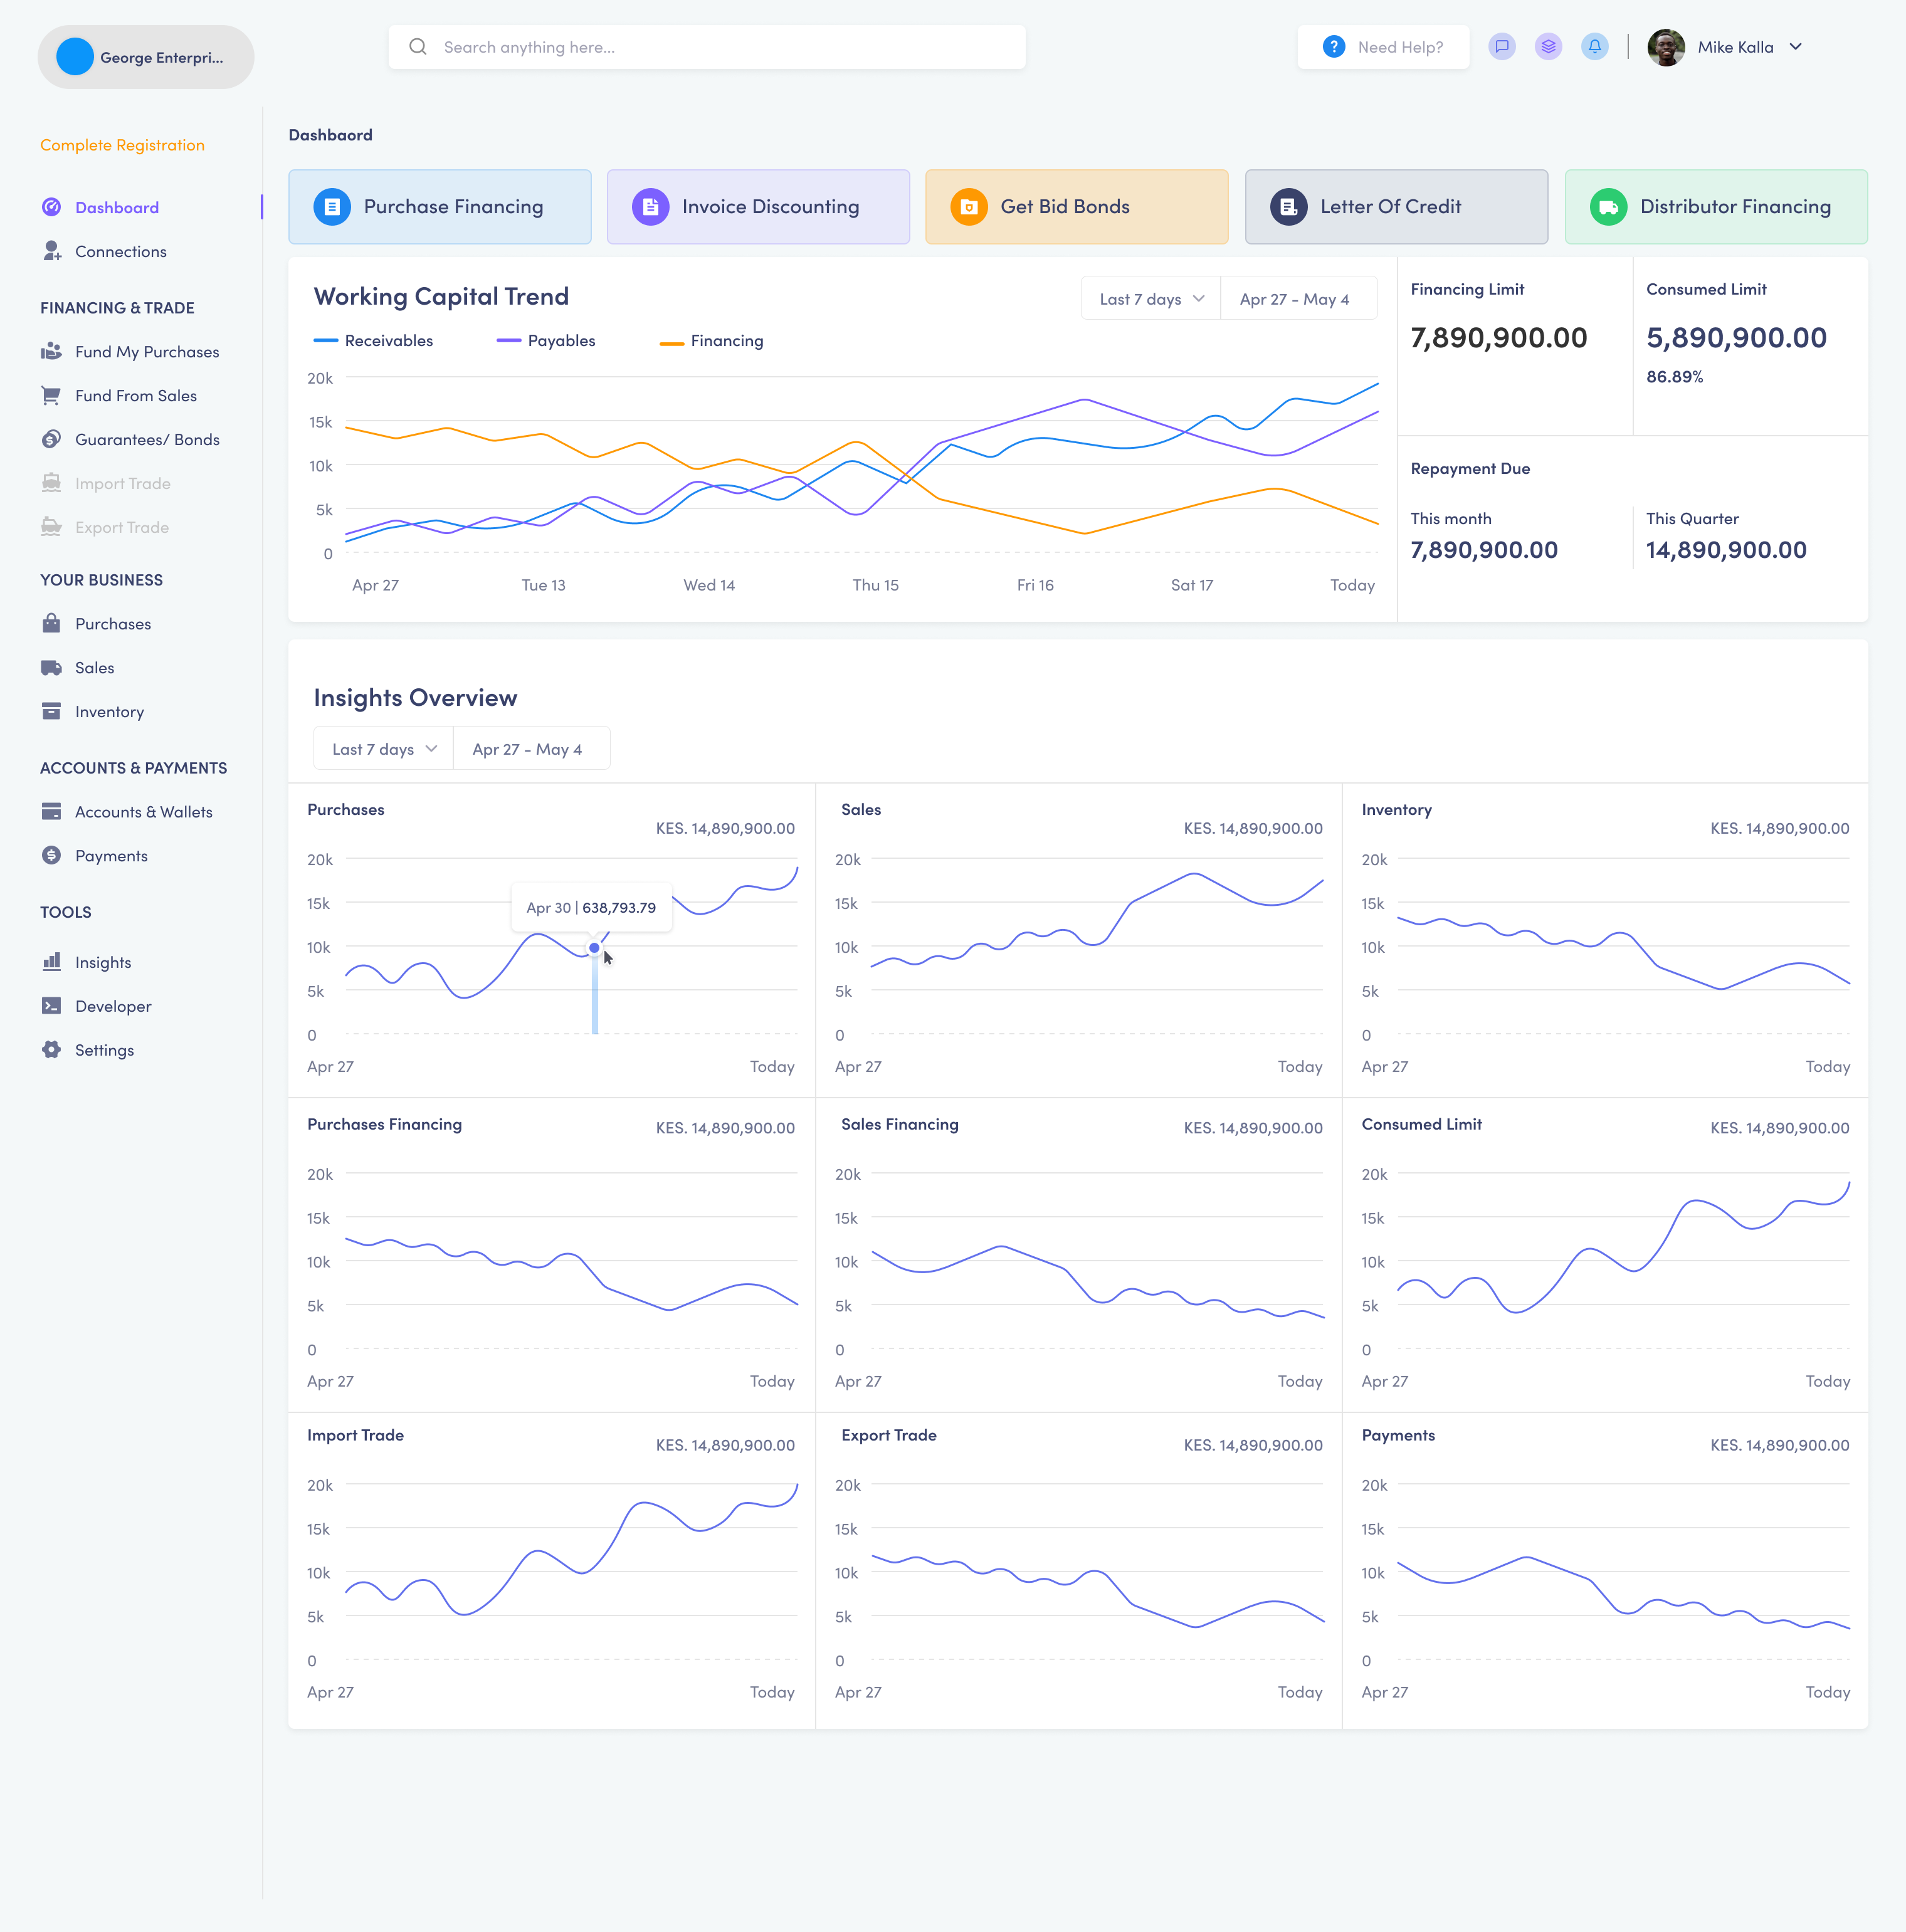 George Enterpri...
Search anything here...
? Need Help?
Mike Kalla
Complete Registration
Dashboard
Connections
FINANCING & TRADE
Fund My Purchases
Fund From Sales
Guarantees/ Bonds
Import Trade
Export Trade
YOUR BUSINESS
Purchases
Sales
Inventory
ACCOUNTS & PAYMENTS
Accounts & Wallets
Payments
TOOLS
Insights
Developer
Settings
Dashbaord
Purchase Financing
Invoice Discounting
Get Bid Bonds
Letter Of Credit
Distributor Financing
Working Capital Trend
Last 7 days
Apr 27 - May 4
Receivables
Payables
Financing
20k
15k
10k
5k
0
Apr 27 Tue 13 Wed 14 Thu 15 Fri 16 Sat 17 Today
Financing Limit
7,890,900.00
Consumed Limit
5,890,900.00
86.89%
Repayment Due
This month
7,890,900.00
This Quarter
14,890,900.00
Insights Overview
Last 7 days
Apr 27 - May 4
Purchases
KES. 14,890,900.00
20k
15k
10k
5k
0
Apr 30 | 638,793.79
Apr 27 Today
Sales
KES. 14,890,900.00
20k
15k
10k
5k
0
Apr 27 Today
Inventory
KES. 14,890,900.00
20k
15k
10k
5k
0
Apr 27 Today
Purchases Financing
KES. 14,890,900.00
20k
15k
10k
5k
0
Apr 27 Today
Sales Financing
KES. 14,890,900.00
20k
15k
10k
5k
0
Apr 27 Today
Consumed Limit
KES. 14,890,900.00
20k
15k
10k
5k
0
Apr 27 Today
Import Trade
KES. 14,890,900.00
20k
15k
10k
5k
0
Apr 27 Today
Export Trade
KES. 14,890,900.00
20k
15k
10k
5k
0
Apr 27 Today
Payments
KES. 14,890,900.00
20k
15k
10k
5k
0
Apr 27 Today